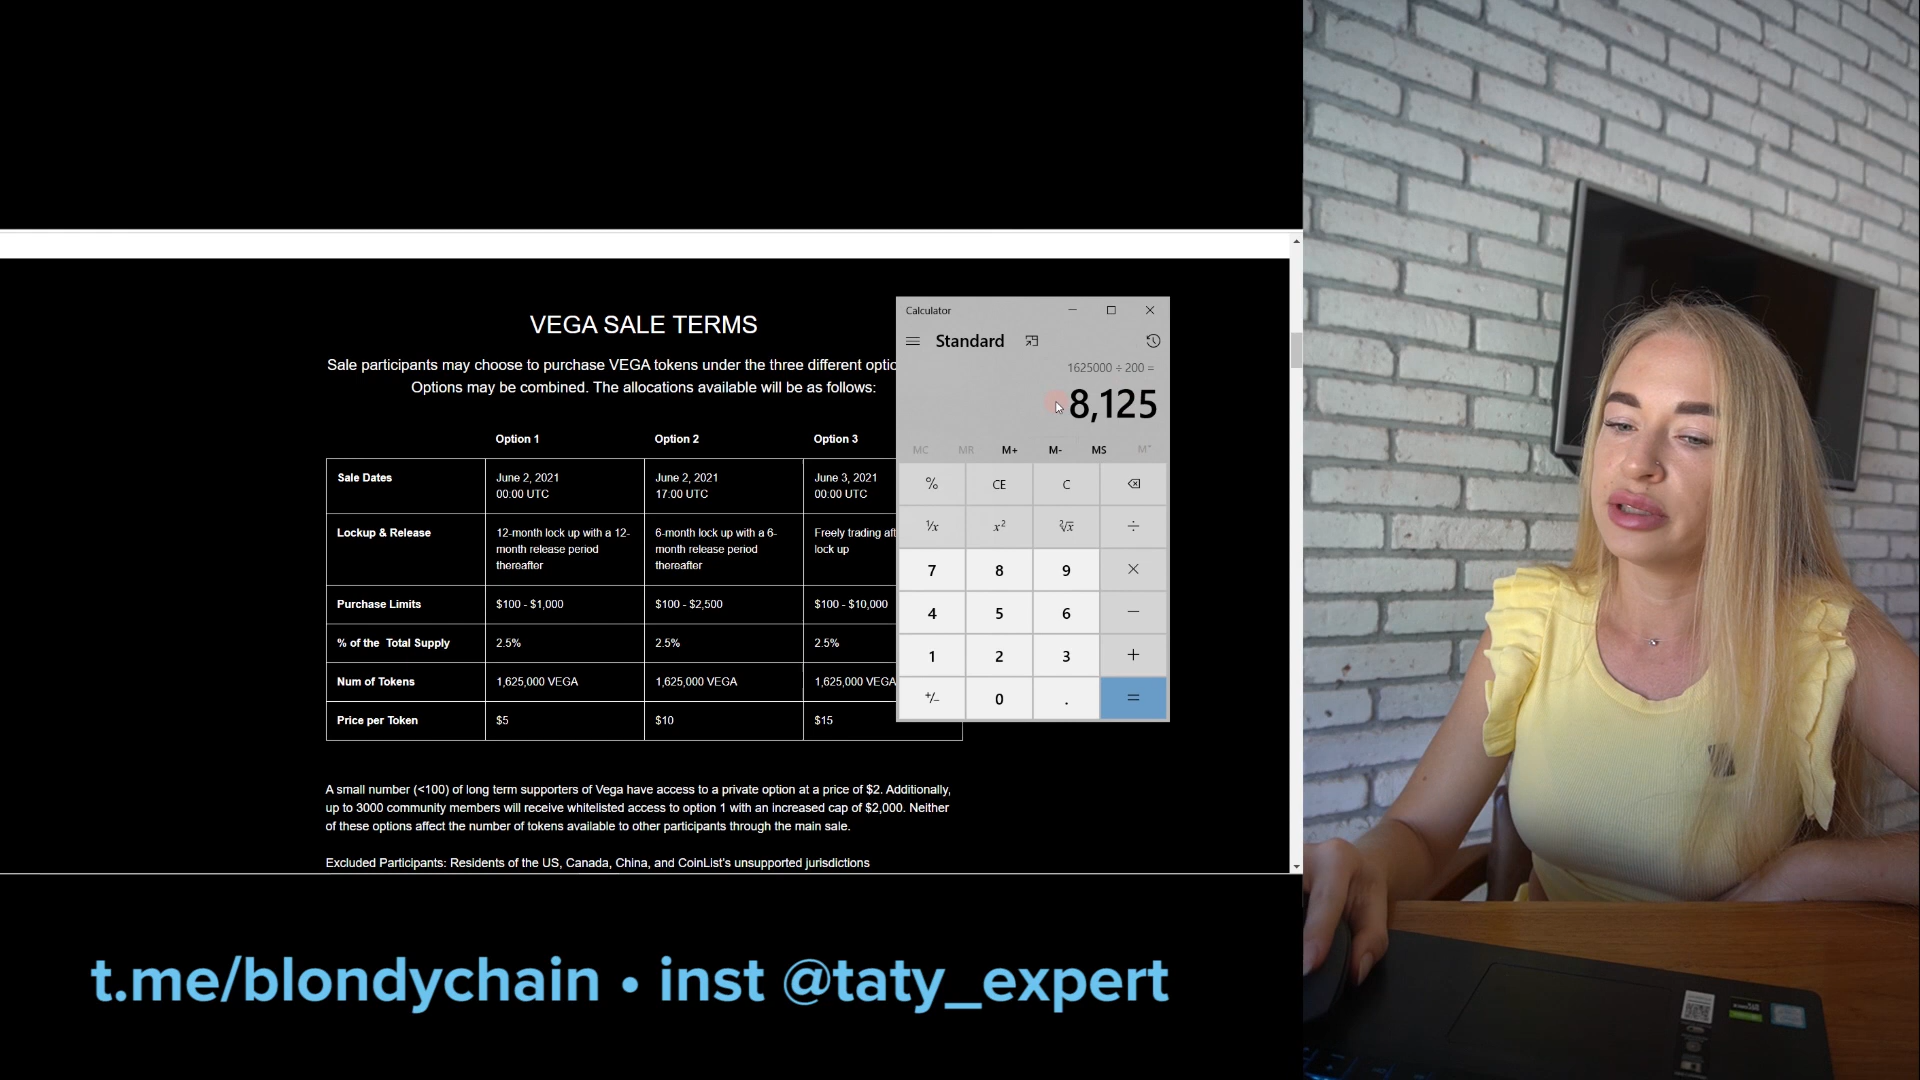 VEGA SALE TERMS
Sale participants may choose to purchase VEGA tokens under the three different
Options may be combined. The allocations available will be as follows:
Option 1 Option 2 Option 3
Sale Dates
June 2, 2021
00:00 UTC
June 2, 2021
17:00 UTC
June 3, 2021
00:00 UTC
Lockup & Release
12-month lock up with a 12-
month release period
thereafter
6-month lock up with a 6-
month release period
thereafter
Freely trading
lock up
Purchase Limits $100 - $1,000 $100 - $2,500 $100 - $10,000
% of the Total Supply 2.5% 2.5% 2.5%
Num of Tokens 1,625,000 VEGA 1,625,000 VEGA 1,625,000 VEGA
Price per Token $5 $10 $15
A small number (<100) of long term supporters of Vega have access to a private option at a price of $2. Additionally,
up to 3000 community members will receive whitelisted access to option 1 with an increased cap of $2,000. Neither
of these options affect the number of tokens available to other participants through the main sale.
Excluded Participants: Residents of the US, Canada, China, and CoinList's unsupported jurisdictions
Calculator
Standard
1625000 ÷ 200 =
8,125
MC MR M+ M- MS M˅
% CE C
¹/x x² ²√x ÷
7 8 9 ×
4 5 6 −
1 2 3 +
+/− 0 . =
t.me/blondychain • inst @taty_expert